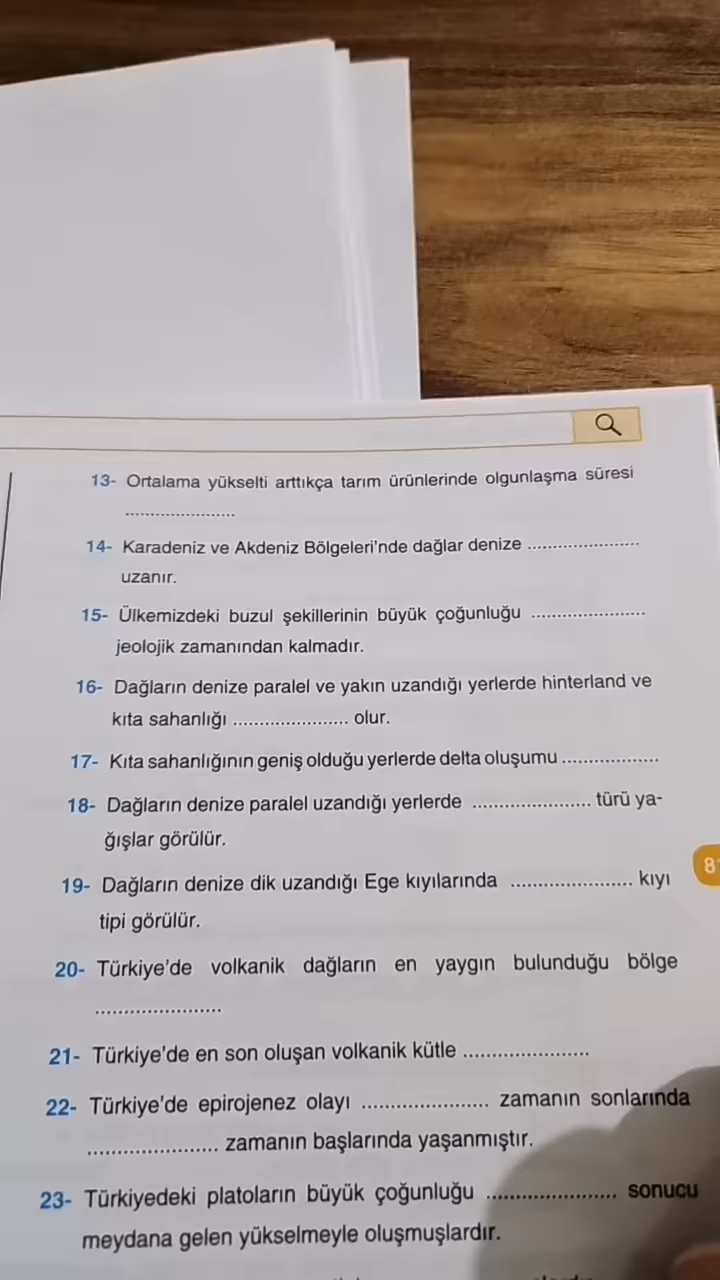 13- Ortalama yükselti arttıkça tarım ürünlerinde olgunlaşma süresi
......................
14- Karadeniz ve Akdeniz Bölgeleri'nde dağlar denize ......................
uzanır.
15- Ülkemizdeki buzul şekillerinin büyük çoğunluğu ......................
jeolojik zamanından kalmadır.
16- Dağların denize paralel ve yakın uzandığı yerlerde hinterland ve
kıta sahanlığı ...................... olur.
17- Kıta sahanlığının geniş olduğu yerlerde delta oluşumu ..................
18- Dağların denize paralel uzandığı yerlerde ...................... türü ya-
ğışlar görülür.
19- Dağların denize dik uzandığı Ege kıyılarında ...................... kıyı
tipi görülür.
20- Türkiye'de volkanik dağların en yaygın bulunduğu bölge
......................
21- Türkiye'de en son oluşan volkanik kütle ......................
22- Türkiye'de epirojenez olayı ...................... zamanın sonlarında
...................... zamanın başlarında yaşanmıştır.
23- Türkiyedeki platoların büyük çoğunluğu ...................... sonucu
meydana gelen yükselmeyle oluşmuşlardır.